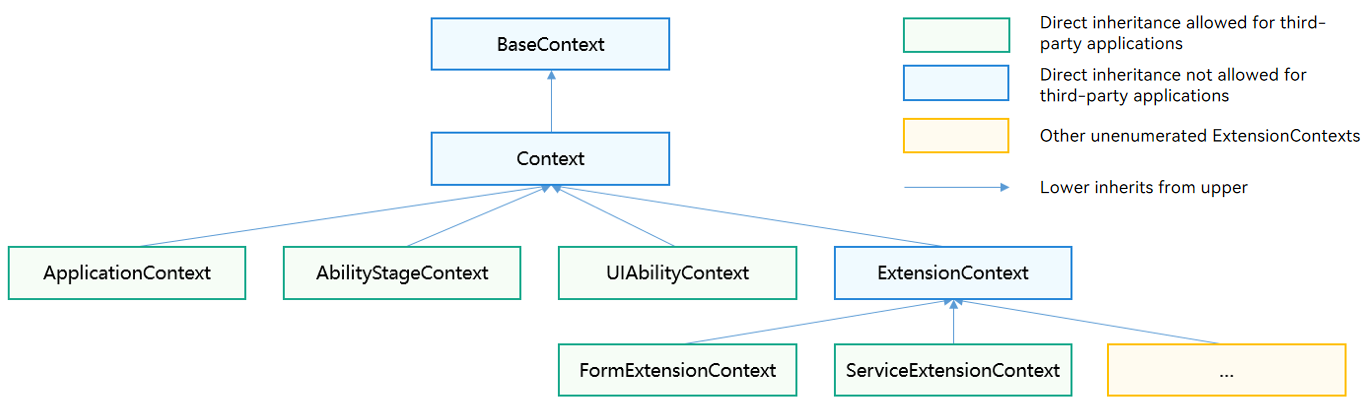 BaseContext
Context
ApplicationContext
AbilityStageContext
UIAbilityContext
ExtensionContext
FormExtensionContext
ServiceExtensionContext
...
Direct inheritance allowed for third-
party applications
Direct inheritance not allowed for
third-party applications
Other unenumerated ExtensionContexts
Lower inherits from upper